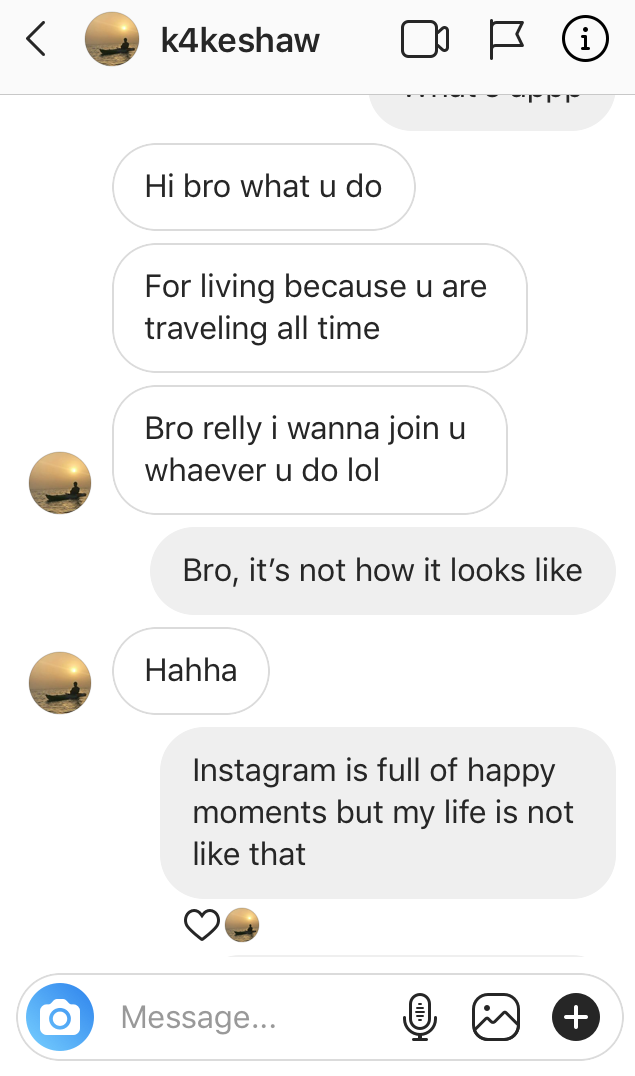 k4keshaw
Hi bro what u do
For living because u are
traveling all time
Bro relly i wanna join u
whaever u do lol
Bro, it’s not how it looks like
Hahha
Instagram is full of happy
moments but my life is not
like that
Message...